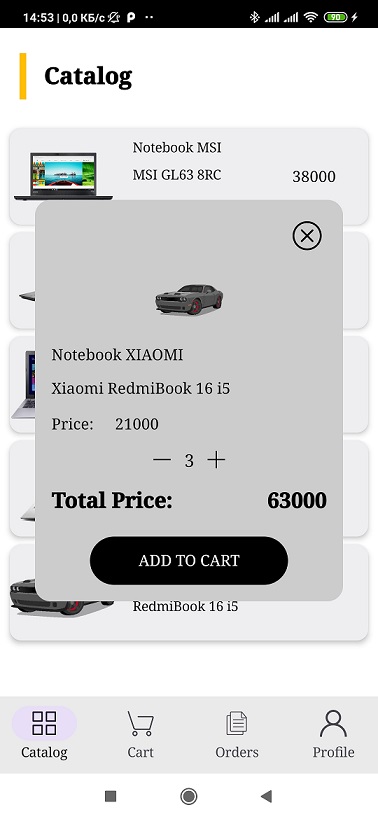 14:53 | 0,0 КБ/с
90
Catalog
Notebook MSI
MSI GL63 8RC 38000
Notebook XIAOMI
Xiaomi RedmiBook 16 i5
Price: 21000
3
Total Price: 63000
ADD TO CART
RedmiBook 16 i5
Catalog Cart Orders Profile